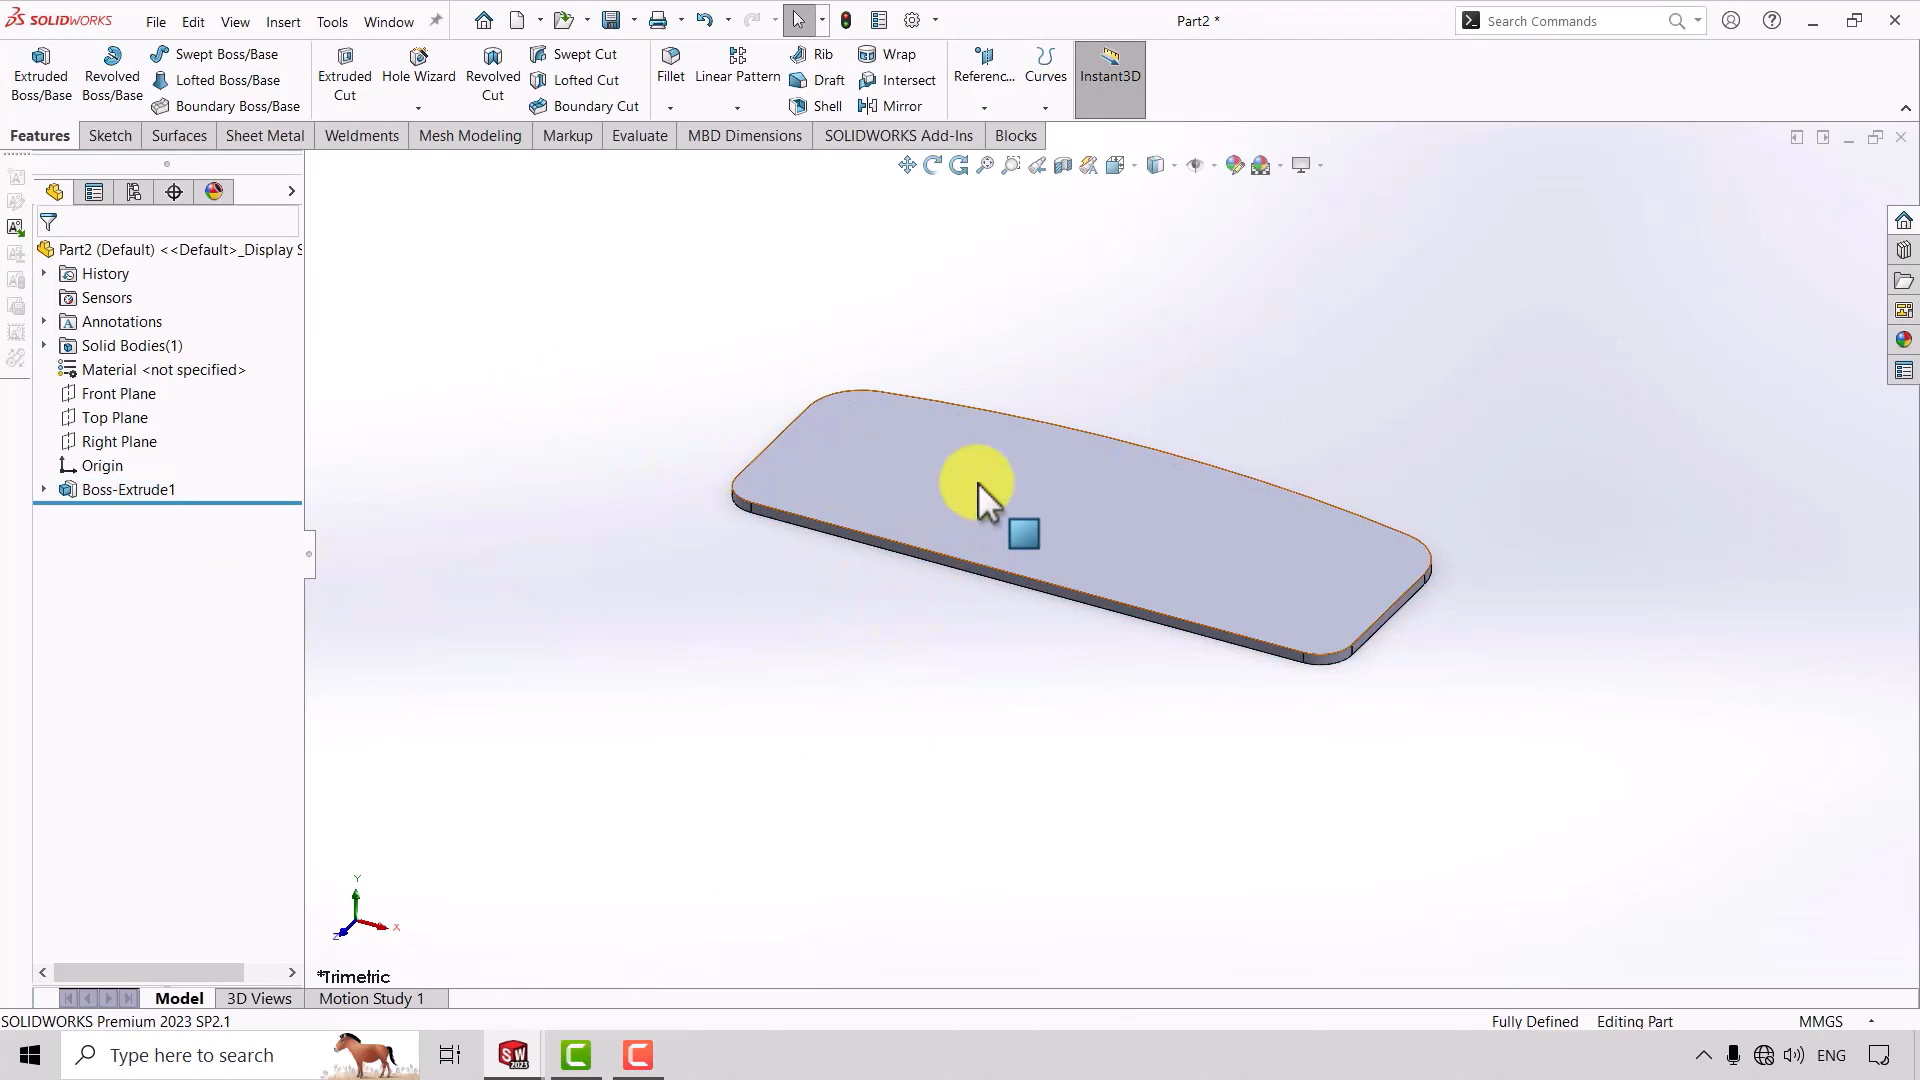 SOLIDWORKS File Edit View Insert Tools Window Part2 * Search Commands
Extruded Boss/Base
Revolved Boss/Base
Swept Boss/Base
Lofted Boss/Base
Boundary Boss/Base
Extruded Cut
Hole Wizard
Revolved Cut
Swept Cut
Lofted Cut
Boundary Cut
Fillet
Linear Pattern
Rib
Draft
Shell
Wrap
Intersect
Mirror
Referenc...
Curves
Instant3D
Features Sketch Surfaces Sheet Metal Weldments Mesh Modeling Markup Evaluate MBD Dimensions SOLIDWORKS Add-Ins Blocks
Part2 (Default) <<Default>_Display S
History
Sensors
Annotations
Solid Bodies(1)
Material <not specified>
Front Plane
Top Plane
Right Plane
Origin
Boss-Extrude1
Y
X
Z
*Trimetric
Model 3D Views Motion Study 1
SOLIDWORKS Premium 2023 SP2.1 Fully Defined Editing Part MMGS
Type here to search SW 2023 ENG